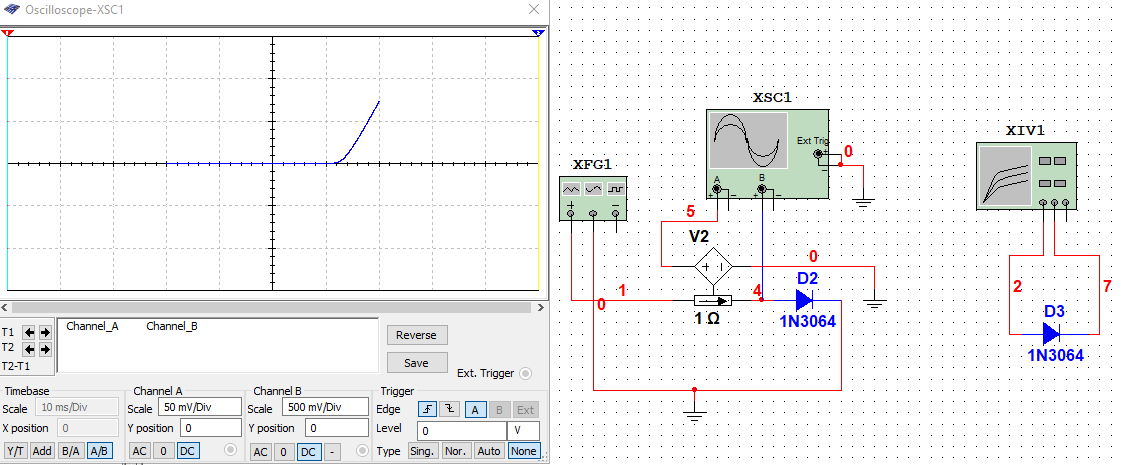 Oscilloscope-XSC1
T1
T2
T2-T1
Channel_A Channel_B
Reverse
Save
Ext. Trigger
Timebase
Scale 10 ms/Div
X position 0
Y/T Add B/A A/B
Channel A
Scale 50 mV/Div
Y position 0
AC 0 DC
Channel B
Scale 500 mV/Div
Y position 0
AC 0 DC -
Trigger
Edge A B Ext
Level 0 V
Type Sing. Nor. Auto None
XSC1
Ext Trig
+
-
A
B
+ - + -
0
XFG1
+ -
5
V2
+
0
1
0
4
1 Ω
D2
1N3064
XIV1
2
7
D3
1N3064